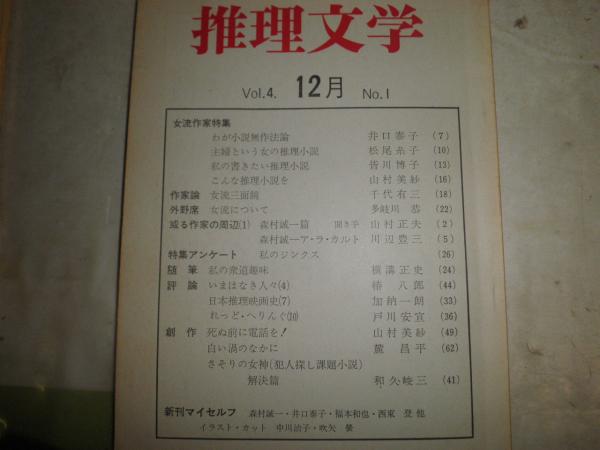 推理文学
Vol.4. 12月 No.1
女流作家特集
わが小説無作法論 井口泰子 (7)
主婦という女の推理小説 松尾糸子 (10)
私の書きたい推理小説 皆川博子 (13)
こんな推理小説を 山村美紗 (16)
作家論 女流三面鏡 千代有三 (18)
外野席 女流について 多岐川 恭 (22)
或る作家の周辺(1) 森村誠一篇 聞き手 山村正夫 (2)
森村誠一ア・ラ・カルト 川辺豊三 (5)
特集アンケート 私のジンクス (26)
随筆 私の衆道趣味 横溝正史 (24)
評論 いまはなき人々(4) 椿 八郎 (44)
日本推理映画史(7) 加納一朗 (33)
れっど・へりんぐ(10) 戸川安宣 (36)
創作 死ぬ前に電話を! 山村美紗 (49)
白い渦のなかに 麓 昌平 (62)
さそりの女神(犯人探し課題小説)
解決篇 和久峻三 (41)
新刊マイセルフ 森村誠一・井口泰子・福本和也・西東 登 他
イラスト・カット 中川治子・吹矢